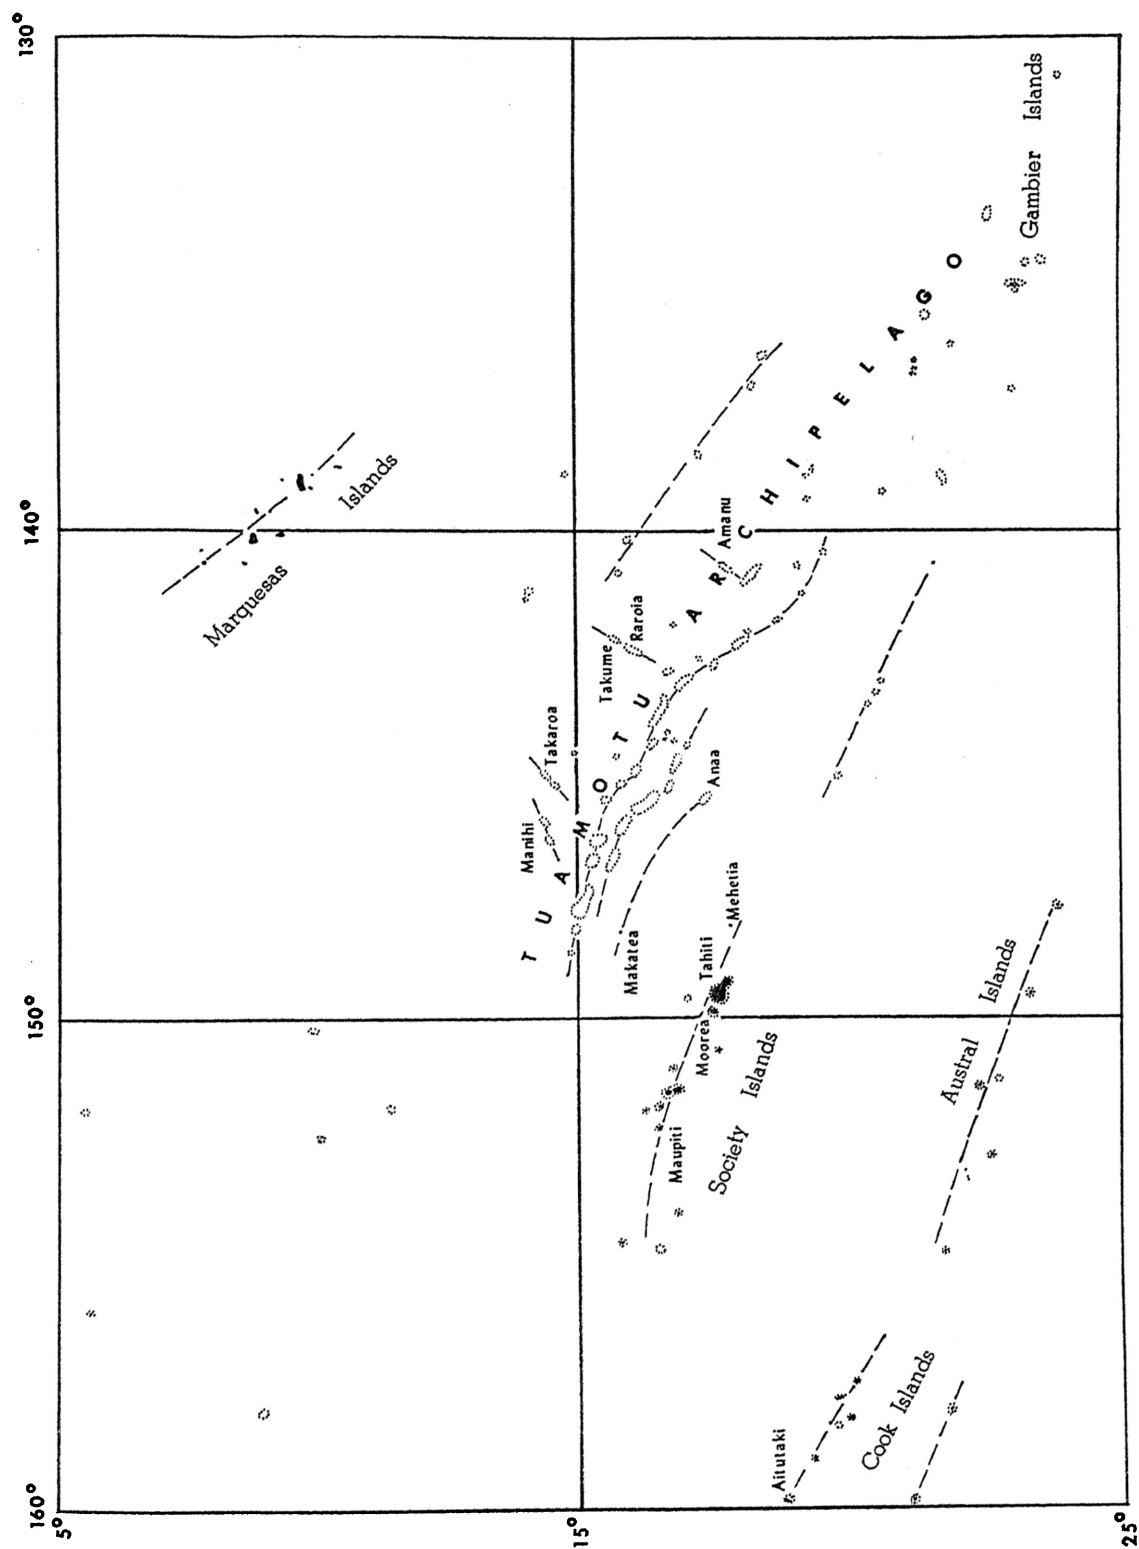 160°
150°
140°
130°
5°
15°
25°
Marquesas Islands
TUAMOTU ARCHIPELAGO
Manihi
Takaroa
Takume
Raroia
Amanu
Makatea
Anaa
Maupiti
Moorea
Tahiti
Mehetia
Society Islands
Gambier Islands
Aitutaki
Cook Islands
Austral Islands